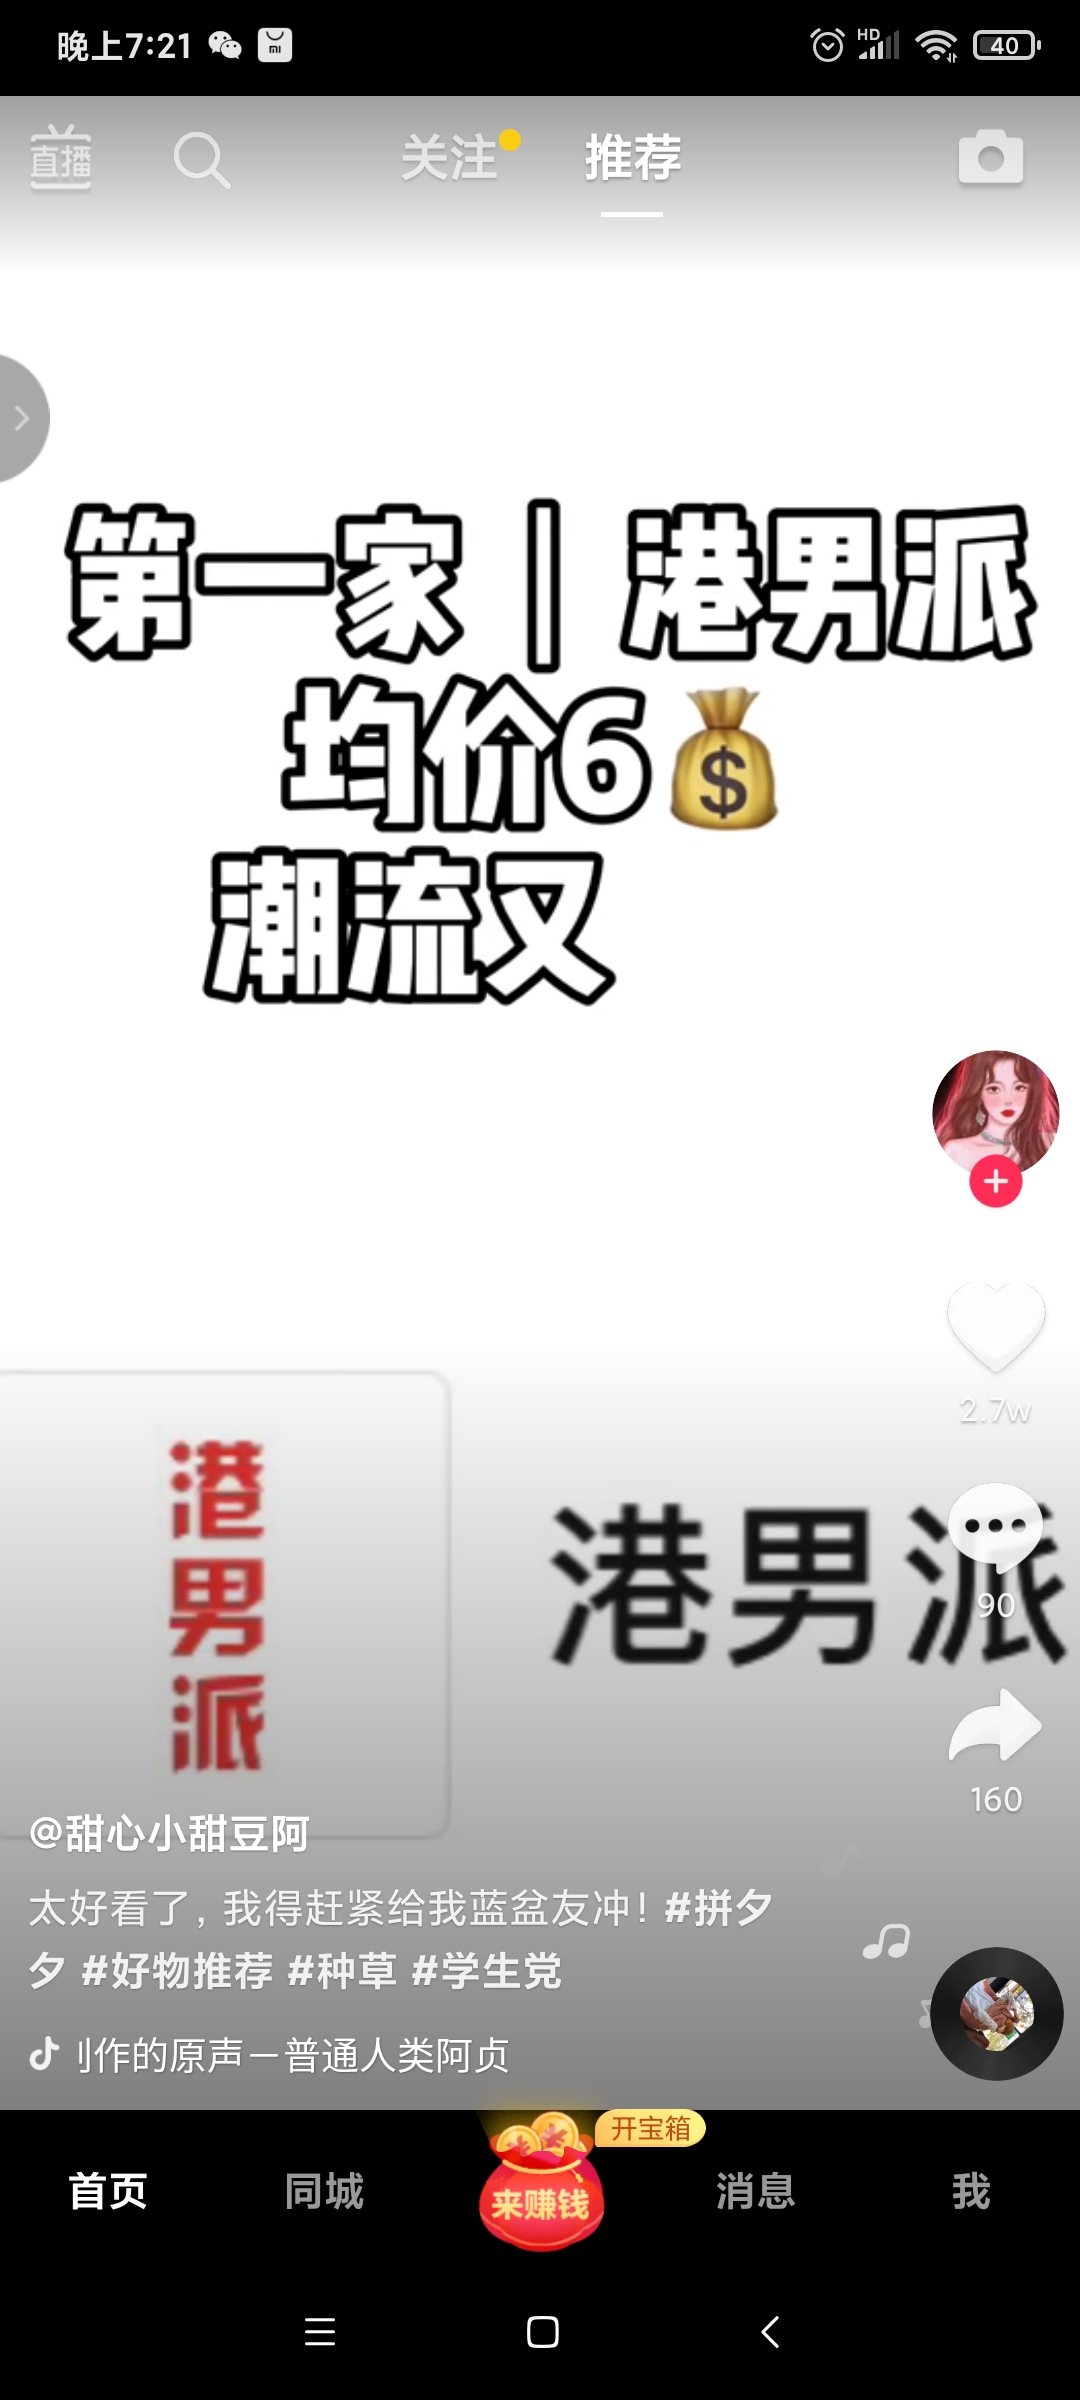 晚上7:21
HD
40
直播
关注
推荐
第一家 | 港男派
均价6
潮流又
2.7w
港
男
派
港男派
90
160
@甜心小甜豆阿
太好看了，我得赶紧给我蓝盆友冲！#拼夕
夕 #好物推荐 #种草 #学生党
作的原声－普通人类阿贞
开宝箱
来赚钱
首页
同城
消息
我